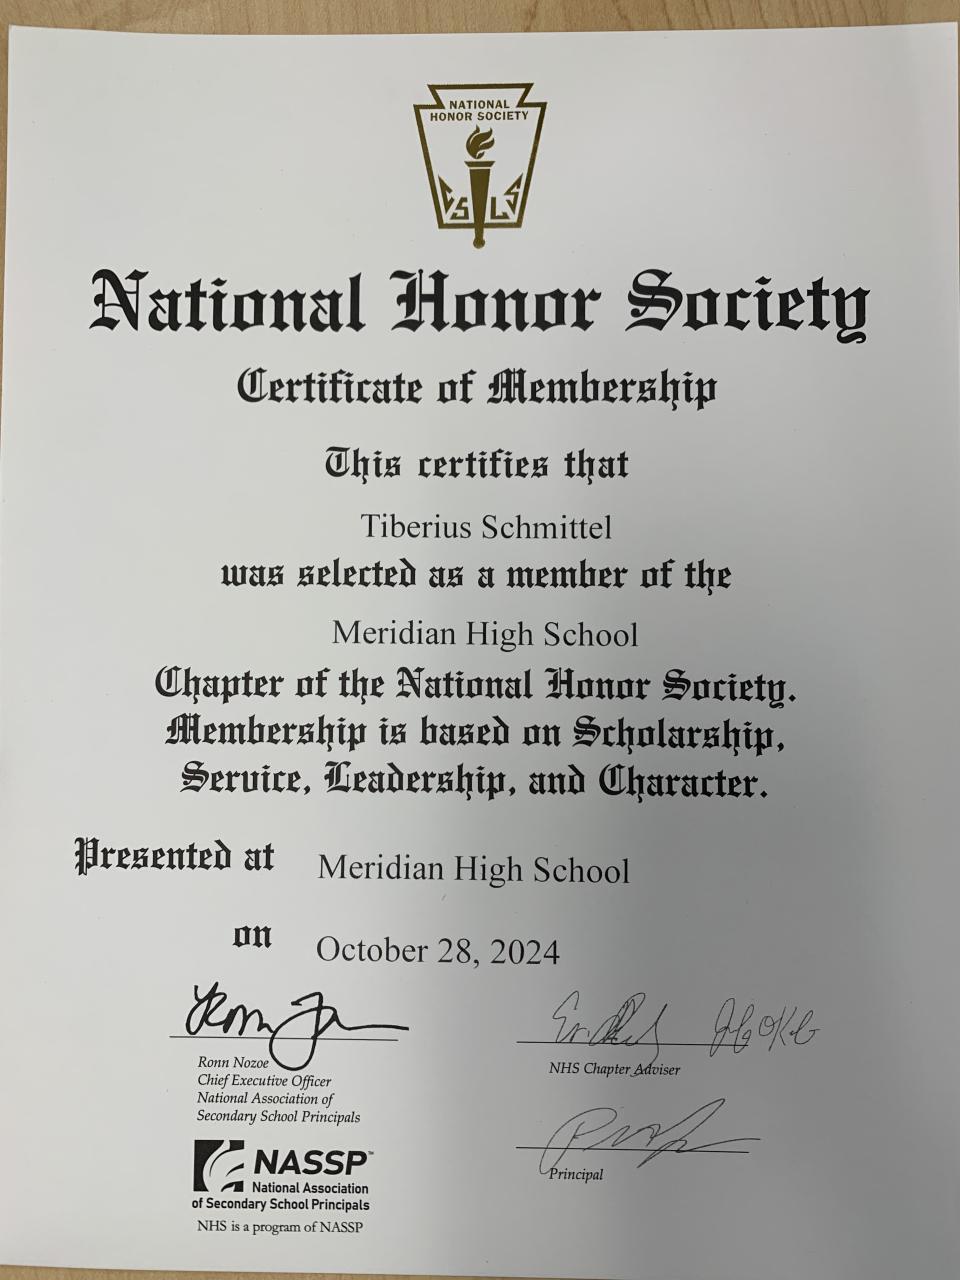 NATIONAL
HONOR SOCIETY
C S L S
National Honor Society
Certificate of Membership
This certifies that
Tiberius Schmittel
was selected as a member of the
Meridian High School
Chapter of the National Honor Society.
Membership is based on Scholarship,
Service, Leadership, and Character.
Presented at Meridian High School
on October 28, 2024
Ronn Nozoe
Chief Executive Officer
National Association of
Secondary School Principals
NHS Chapter Adviser
Principal
NASSP™
National Association
of Secondary School Principals
NHS is a program of NASSP